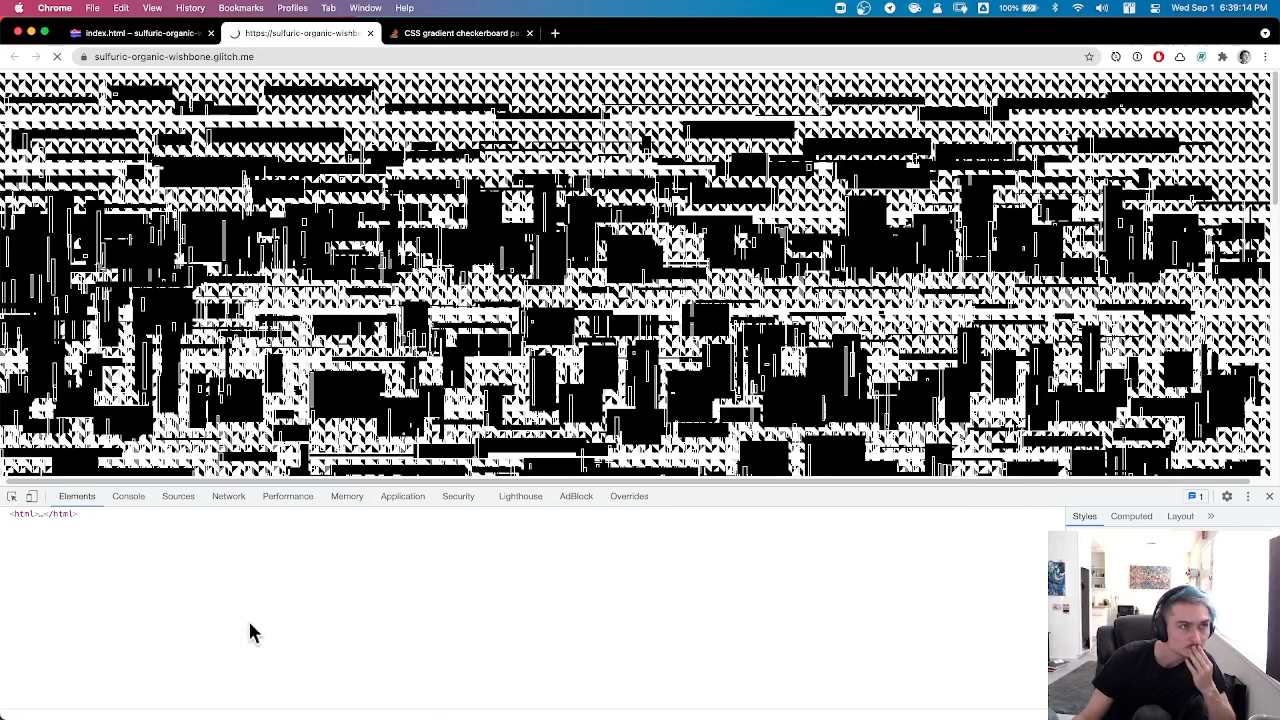 Chrome File Edit View History Bookmarks Profiles Tab Window Help 100% Wed Sep 1 6:39:14 PM
index.html – sulfuric-organic-w https://sulfuric-organic-wishbo CSS gradient checkerboard pa
sulfuric-organic-wishbone.glitch.me
Elements Console Sources Network Performance Memory Application Security Lighthouse AdBlock Overrides 1
<html>…</html>
Styles Computed Layout »